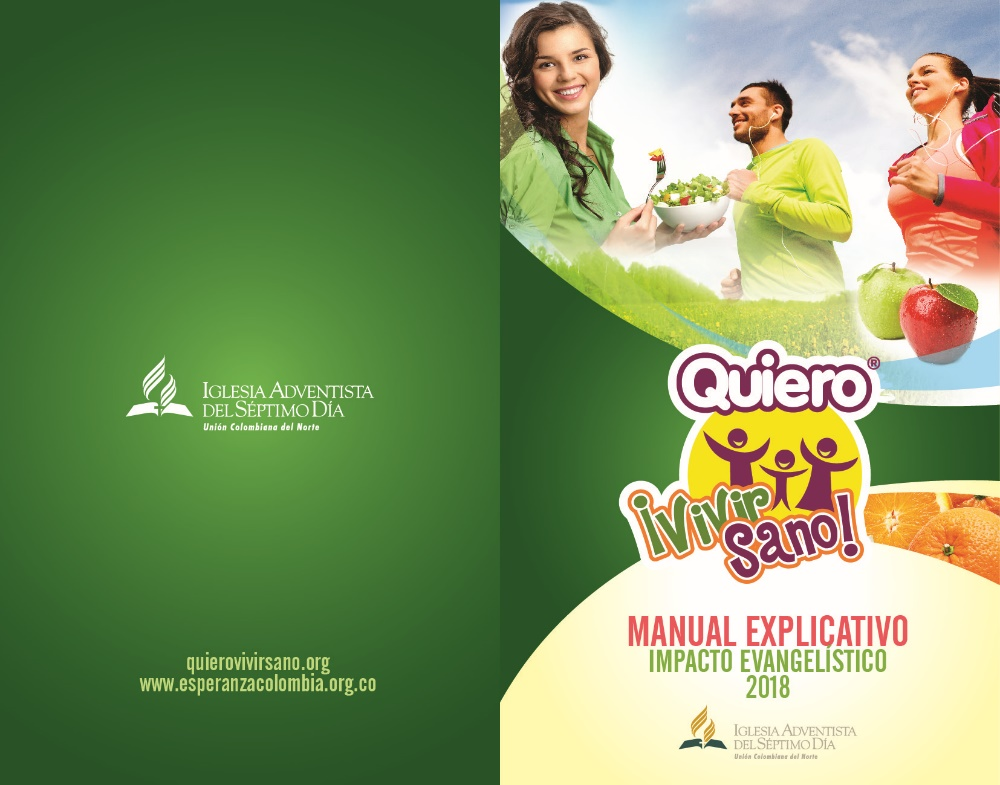 IGLESIA ADVENTISTA
DEL SÉPTIMO DÍA
Unión Colombiana del Norte
quierovivirsano.org
www.esperanzacolombia.org.co
Quiero®
¡Vivir
Sano!
MANUAL EXPLICATIVO
IMPACTO EVANGELÍSTICO
2018
IGLESIA ADVENTISTA
DEL SÉPTIMO DÍA
Unión Colombiana del Norte